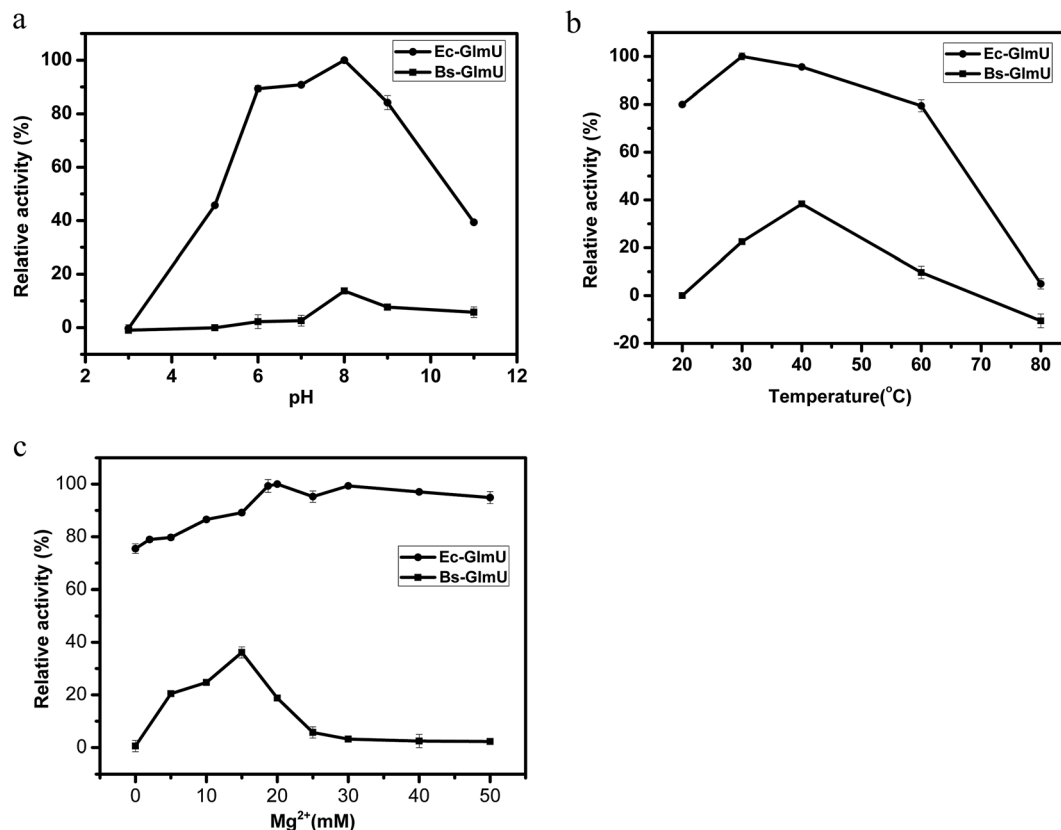 a
Relative activity (%)
100
80
60
40
20
0
2
4
6
8
10
12
pH
Ec-GlmU
Bs-GlmU
b
Relative activity (%)
100
80
60
40
20
0
-20
20
30
40
50
60
70
80
Temperature(°C)
Ec-GlmU
Bs-GlmU
c
Relative activity (%)
100
80
60
40
20
0
0
10
20
30
40
50
Mg²⁺(mM)
Ec-GlmU
Bs-GlmU